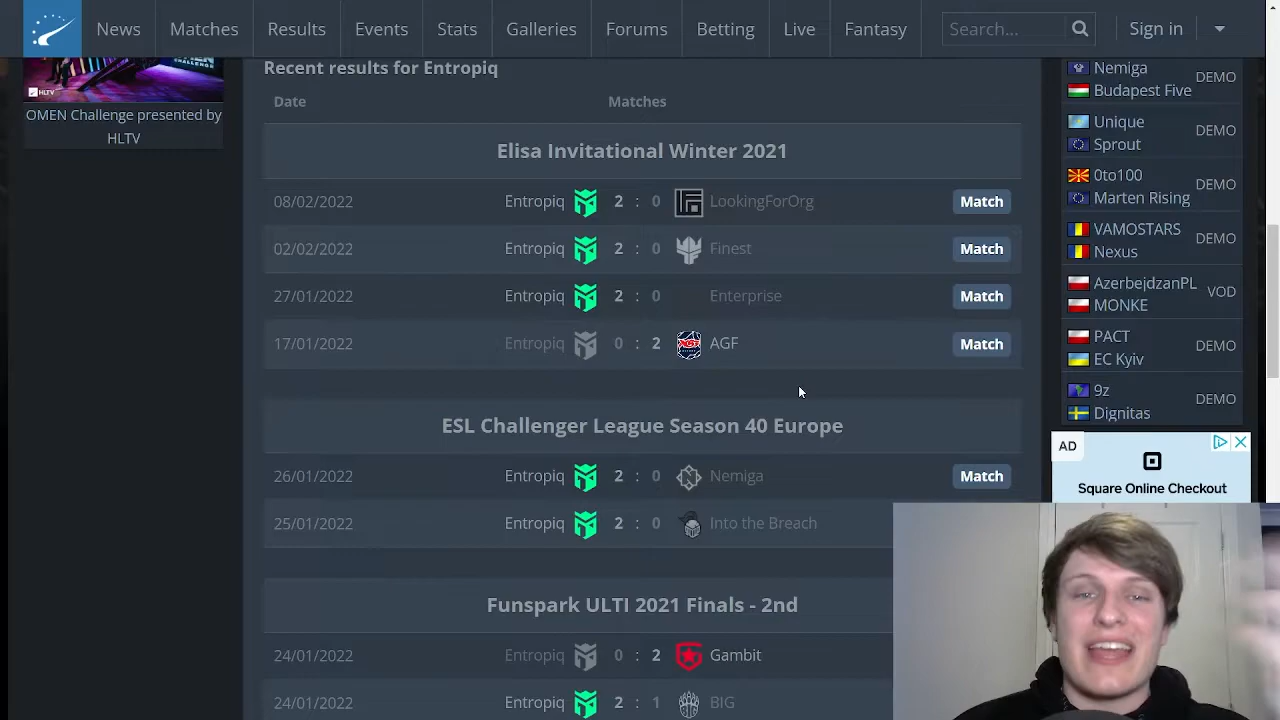 News
Matches
Results
Events
Stats
Galleries
Forums
Betting
Live
Fantasy
Search...
Sign in
HLTV
OMEN Challenge presented by
HLTV
Recent results for Entropiq
Date
Matches
Elisa Invitational Winter 2021
08/02/2022 Entropiq 2 : 0 LookingForOrg Match
02/02/2022 Entropiq 2 : 0 Finest Match
27/01/2022 Entropiq 2 : 0 Enterprise Match
17/01/2022 Entropiq 0 : 2 AGF Match
ESL Challenger League Season 40 Europe
26/01/2022 Entropiq 2 : 0 Nemiga Match
25/01/2022 Entropiq 2 : 0 Into the Breach
Funspark ULTI 2021 Finals - 2nd
24/01/2022 Entropiq 0 : 2 Gambit
24/01/2022 Entropiq 2 : 1 BIG
Nemiga
DEMO
Budapest Five
Unique
DEMO
Sprout
0to100
DEMO
Marten Rising
VAMOSTARS
DEMO
Nexus
AzerbejdzanPL
VOD
MONKE
PACT
DEMO
EC Kyiv
9z
DEMO
Dignitas
AD
Square Online Checkout